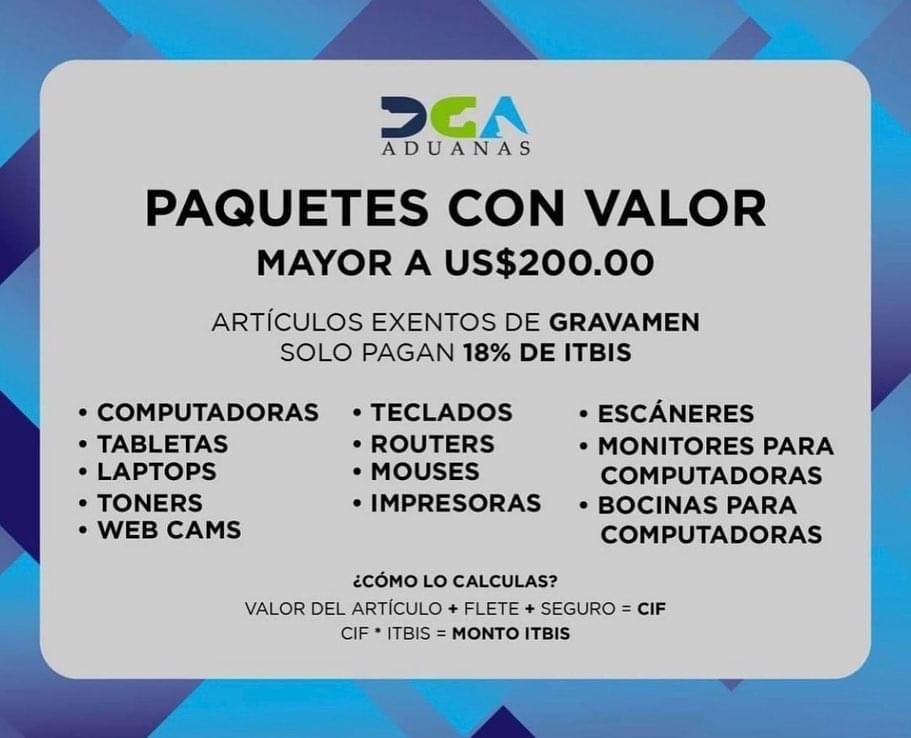 DGA
ADUANAS
PAQUETES CON VALOR
MAYOR A US$200.00
ARTÍCULOS EXENTOS DE GRAVAMEN
SOLO PAGAN 18% DE ITBIS
• COMPUTADORAS
• TABLETAS
• LAPTOPS
• TONERS
• WEB CAMS
• TECLADOS
• ROUTERS
• MOUSES
• IMPRESORAS
• ESCÁNERES
• MONITORES PARA
COMPUTADORAS
• BOCINAS PARA
COMPUTADORAS
¿CÓMO LO CALCULAS?
VALOR DEL ARTÍCULO + FLETE + SEGURO = CIF
CIF * ITBIS = MONTO ITBIS